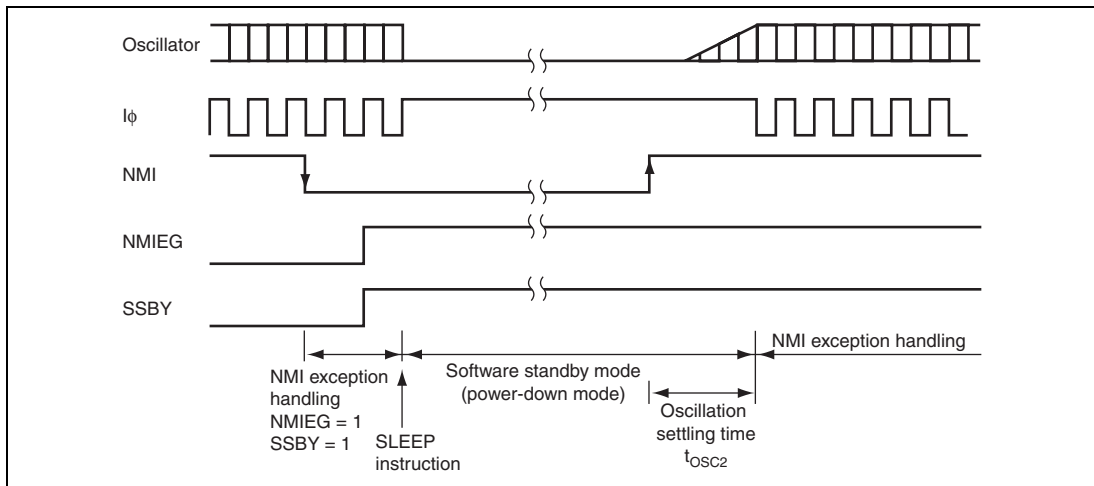 Oscillator
Iϕ
NMI
NMIEG
SSBY
NMI exception
handling
NMIEG = 1
SSBY = 1
SLEEP
instruction
Software standby mode
(power-down mode)
Oscillation
settling time
tOSC2
NMI exception handling